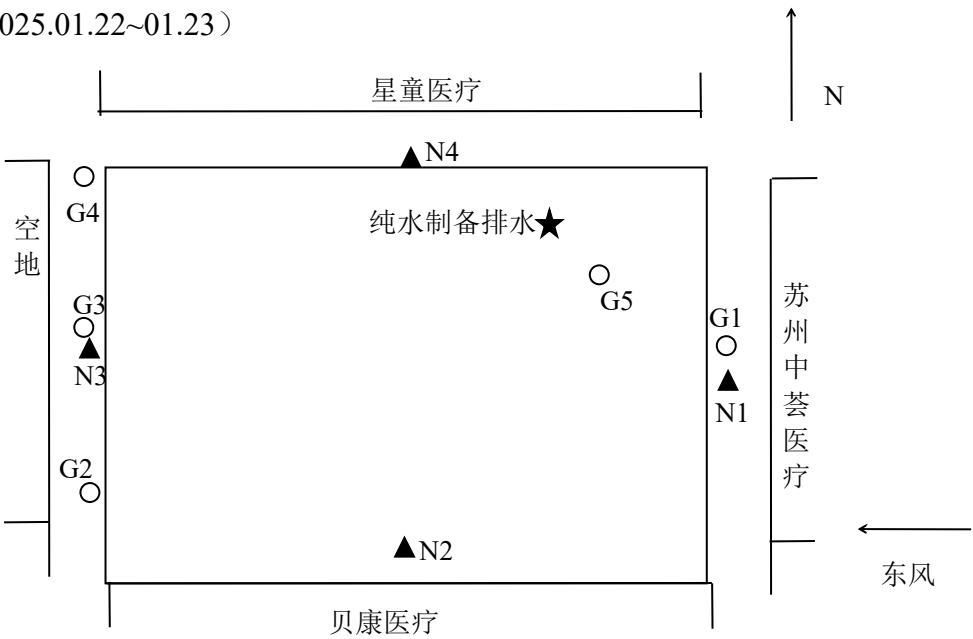 025.01.22~01.23）
星童医疗
N
N4
G4
纯水制备排水
空地
G5
G3
G1
苏州中荟医疗
N3
N1
G2
N2
东风
贝康医疗